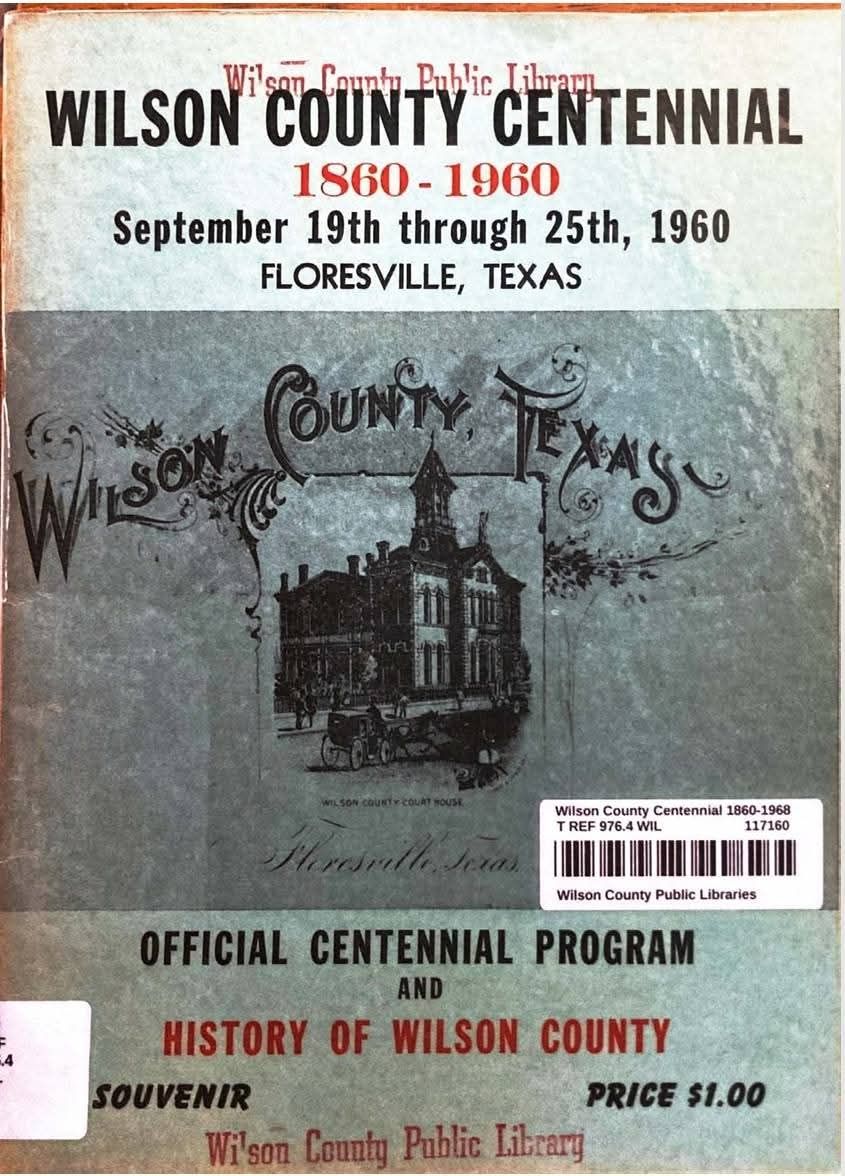 Wilson County Public Library
WILSON COUNTY CENTENNIAL
1860 - 1960
September 19th through 25th, 1960
FLORESVILLE, TEXAS
WILSON COUNTY, TEXAS
WILSON COUNTY COURT HOUSE
Floresville, Texas.
Wilson County Centennial 1860-1968
T REF 976.4 WIL 117160
Wilson County Public Libraries
OFFICIAL CENTENNIAL PROGRAM
AND
HISTORY OF WILSON COUNTY
F
.4
SOUVENIR PRICE $1.00
Wilson County Public Library